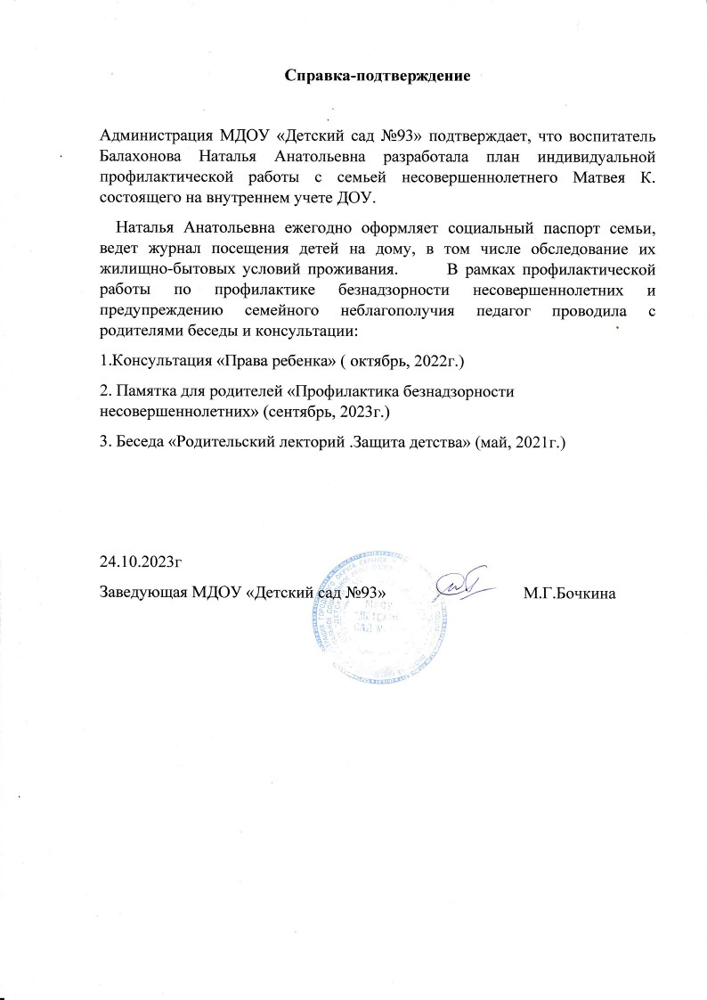 Справка-подтверждение
Администрация МДОУ «Детский сад №93» подтверждает, что воспитатель
Балахонова Наталья Анатольевна разработала план индивидуальной
профилактической работы с семьей несовершеннолетнего Матвея К.
состоящего на внутреннем учете ДОУ.
Наталья Анатольевна ежегодно оформляет социальный паспорт семьи,
ведет журнал посещения детей на дому, в том числе обследование их
жилищно-бытовых условий проживания. В рамках профилактической
работы по профилактике безнадзорности несовершеннолетних и
предупреждению семейного неблагополучия педагог проводила с
родителями беседы и консультации:
1.Консультация «Права ребенка» ( октябрь, 2022г.)
2. Памятка для родителей «Профилактика безнадзорности
несовершеннолетних» (сентябрь, 2023г.)
3. Беседа «Родительский лекторий .Защита детства» (май, 2021г.)
24.10.2023г
Заведующая МДОУ «Детский сад №93» М.Г.Бочкина